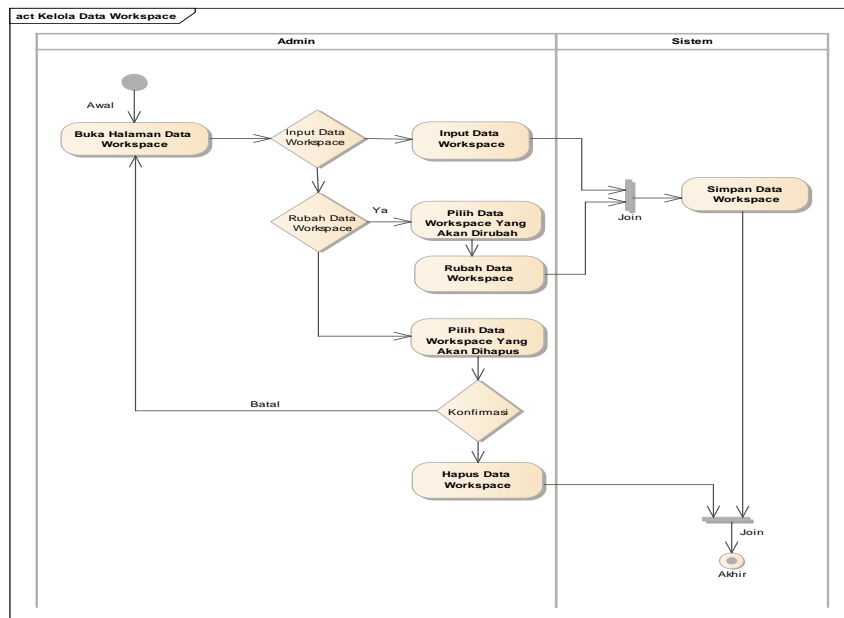 act Kelola Data Workspace
Admin
Sistem
Awal
Buka Halaman Data
Workspace
Input Data
Workspace
Input Data
Workspace
Rubah Data
Workspace
Ya
Pilih Data
Workspace Yang
Akan Dirubah
Rubah Data
Workspace
Join
Simpan Data
Workspace
Pilih Data
Workspace Yang
Akan Dihapus
Batal
Konfirmasi
Hapus Data
Workspace
Join
Akhir